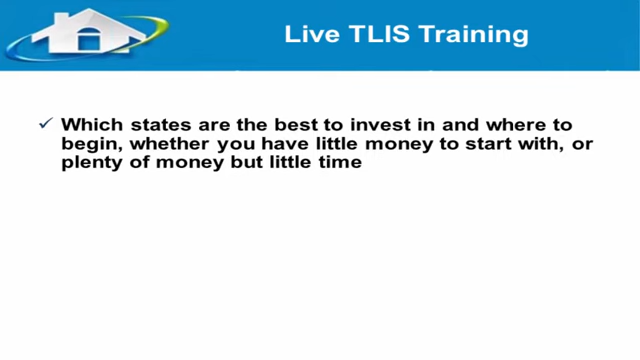 Live TLIS Training
Which states are the best to invest in and where to
begin, whether you have little money to start with, or
plenty of money but little time